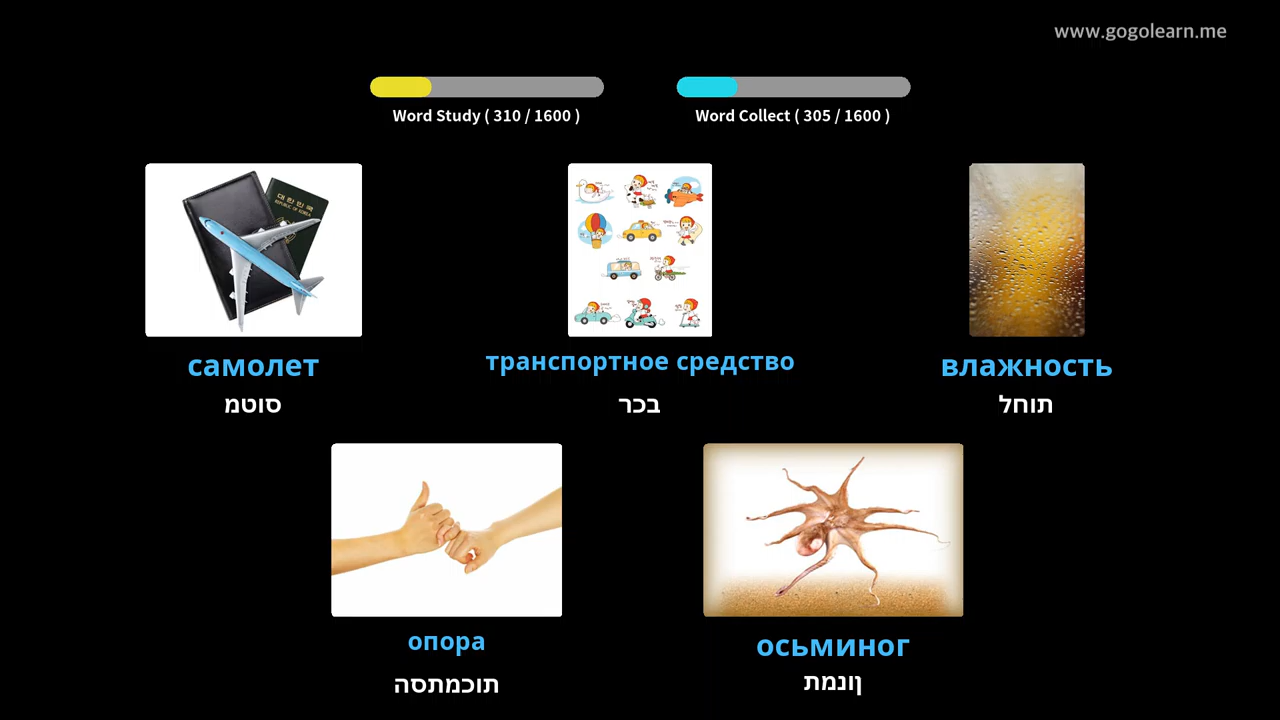 www.gogolearn.me
Word Study ( 310 / 1600 )
Word Collect ( 305 / 1600 )
самолет
סוטמ
транспортное средство
בכר
влажность
תוחל
опора
תוכמתסה
осьминог
ןונמת